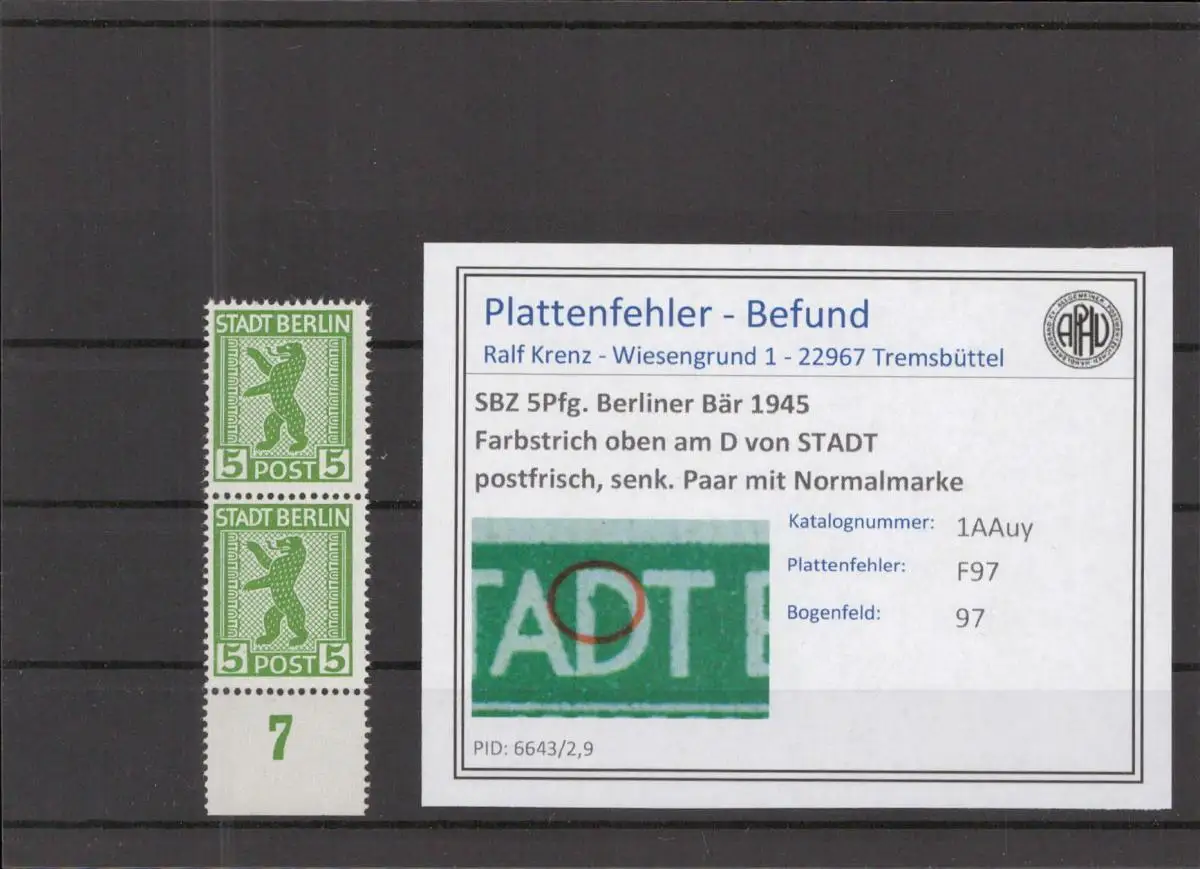 STADT BERLIN
5 POST 5
STADT BERLIN
5 POST 5
7
Plattenfehler - Befund
Ralf Krenz - Wiesengrund 1 - 22967 Tremsbüttel
APHV
SBZ 5Pfg. Berliner Bär 1945
Farbstrich oben am D von STADT
postfrisch, senk. Paar mit Normalmarke
TADT B
Katalognummer: 1AAuy
Plattenfehler: F97
Bogenfeld: 97
PID: 6643/2,9